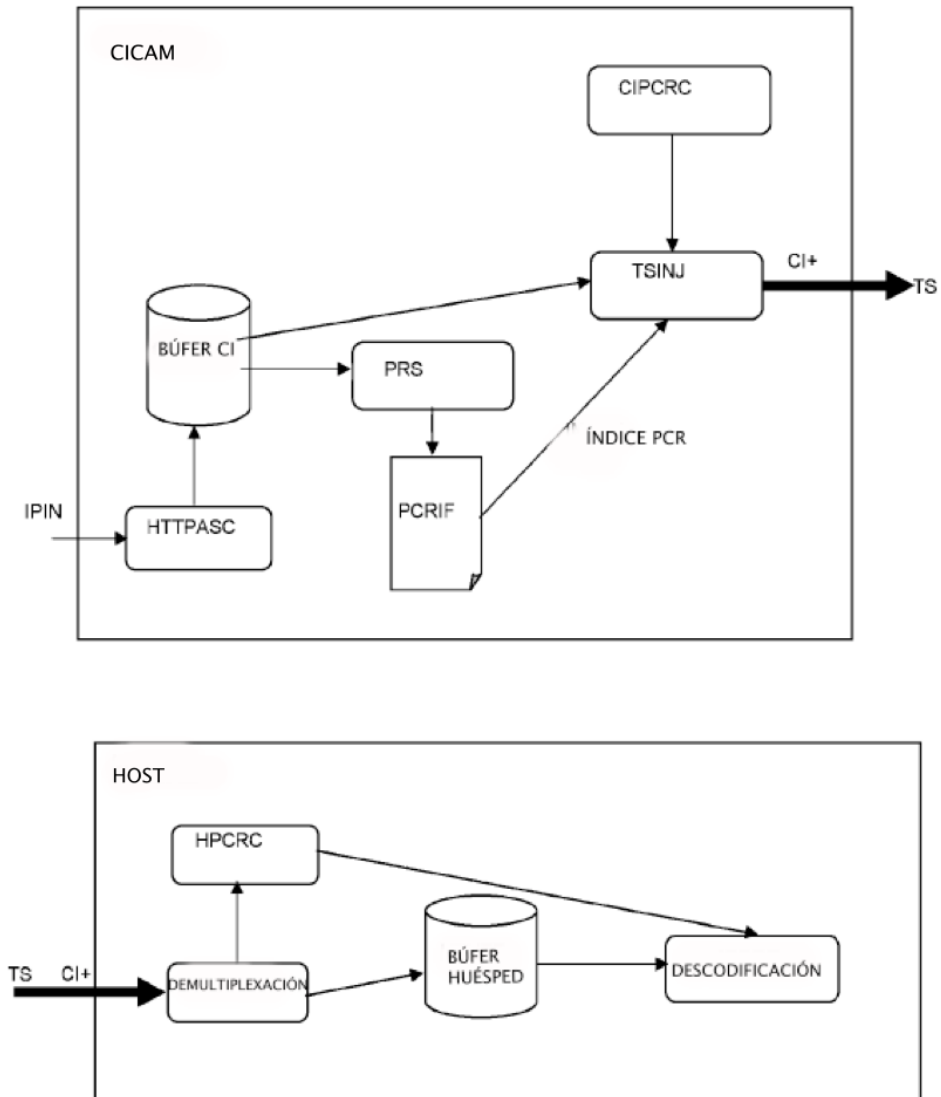 CICAM
CIPCRC
TSINJ
CI+
TS
BÚFER CI
PRS
ÍNDICE PCR
IPIN
HTTPASC
PCRIF
HOST
HPCRC
TS CI+
DEMULTIPLEXACIÓN
BÚFER
HUÉSPED
DESCODIFICACIÓN